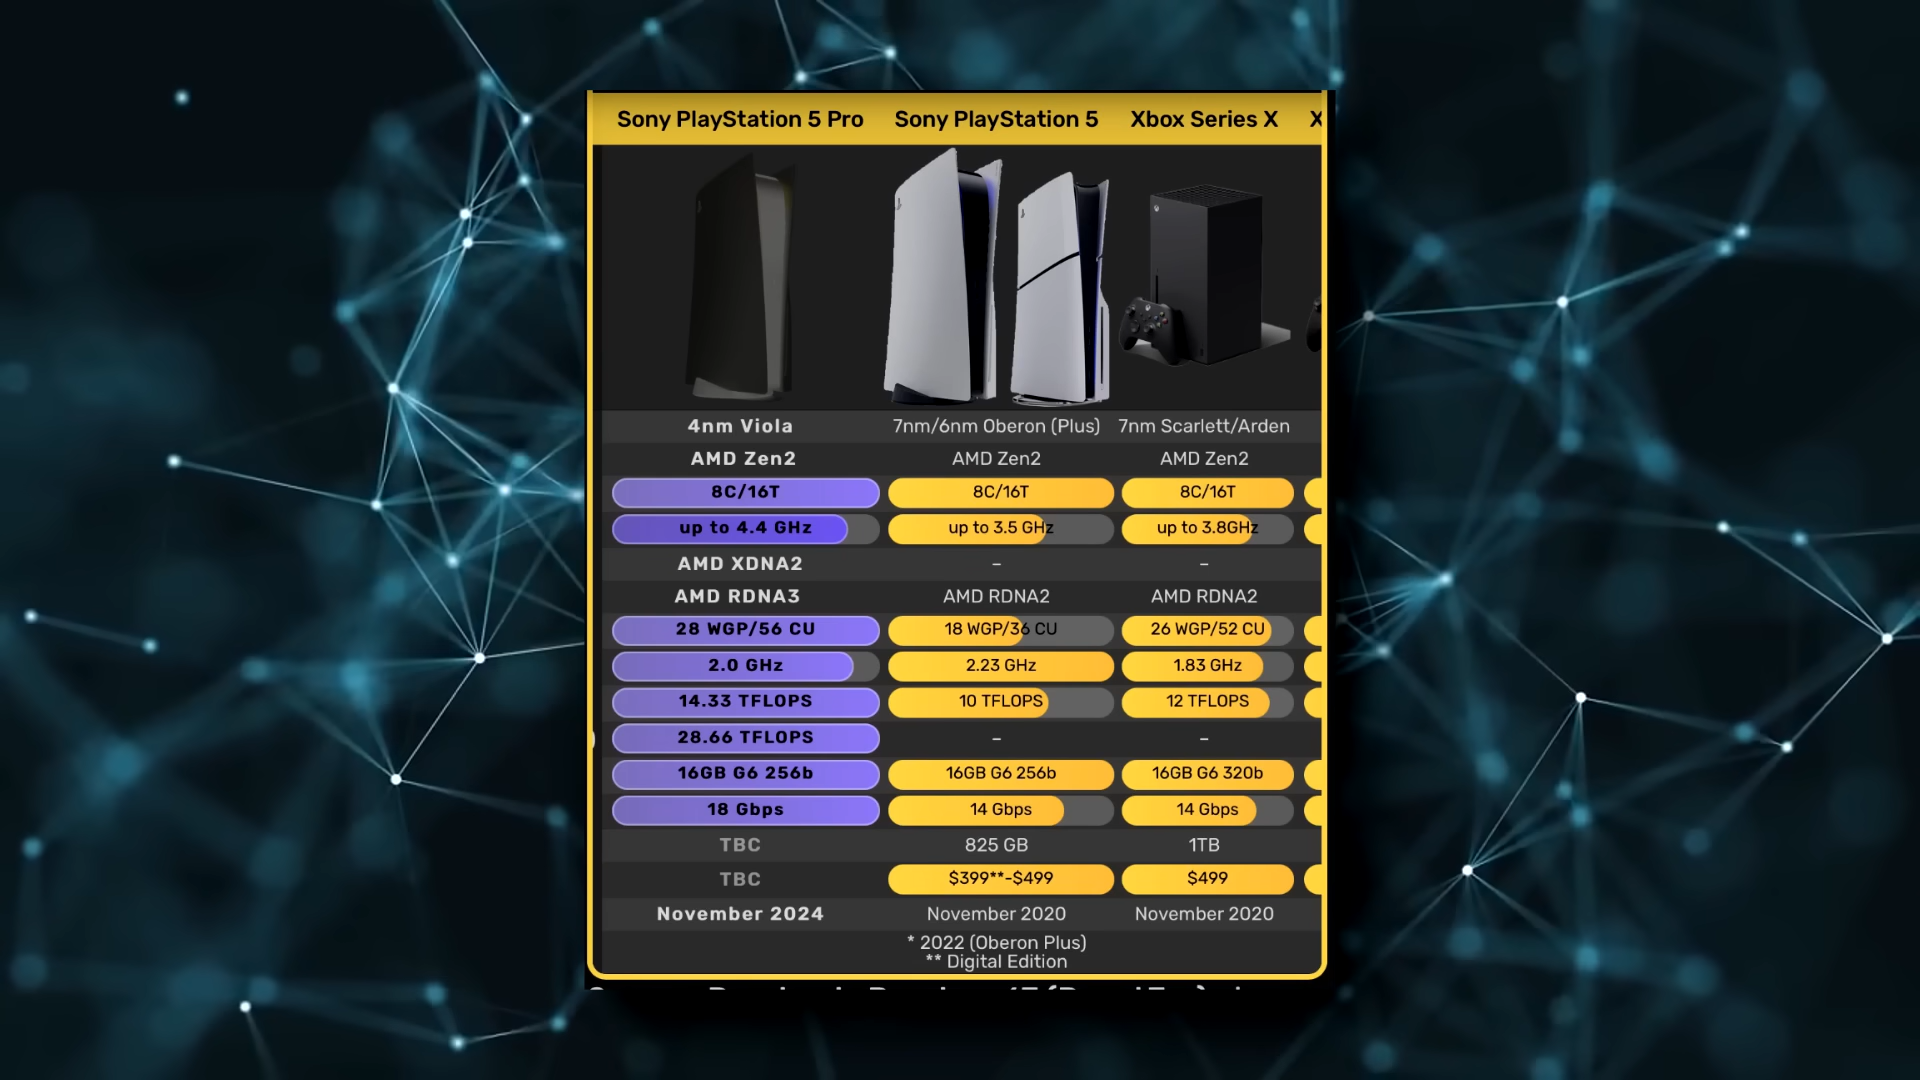 Sony PlayStation 5 Pro Sony PlayStation 5 Xbox Series X X
4nm Viola 7nm/6nm Oberon (Plus) 7nm Scarlett/Arden
AMD Zen2 AMD Zen2 AMD Zen2
8C/16T 8C/16T 8C/16T
up to 4.4 GHz up to 3.5 GHz up to 3.8GHz
AMD XDNA2 – –
AMD RDNA3 AMD RDNA2 AMD RDNA2
28 WGP/56 CU 18 WGP/36 CU 26 WGP/52 CU
2.0 GHz 2.23 GHz 1.83 GHz
14.33 TFLOPS 10 TFLOPS 12 TFLOPS
28.66 TFLOPS – –
16GB G6 256b 16GB G6 256b 16GB G6 320b
18 Gbps 14 Gbps 14 Gbps
TBC 825 GB 1TB
TBC $399**-$499 $499
November 2024 November 2020 November 2020
* 2022 (Oberon Plus)
** Digital Edition